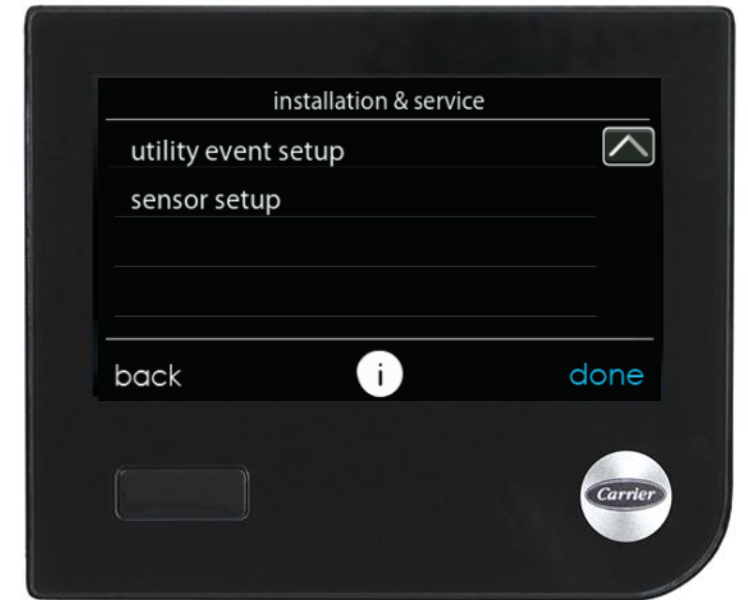 installation & service
utility event setup
sensor setup
back
i
done
Carrier